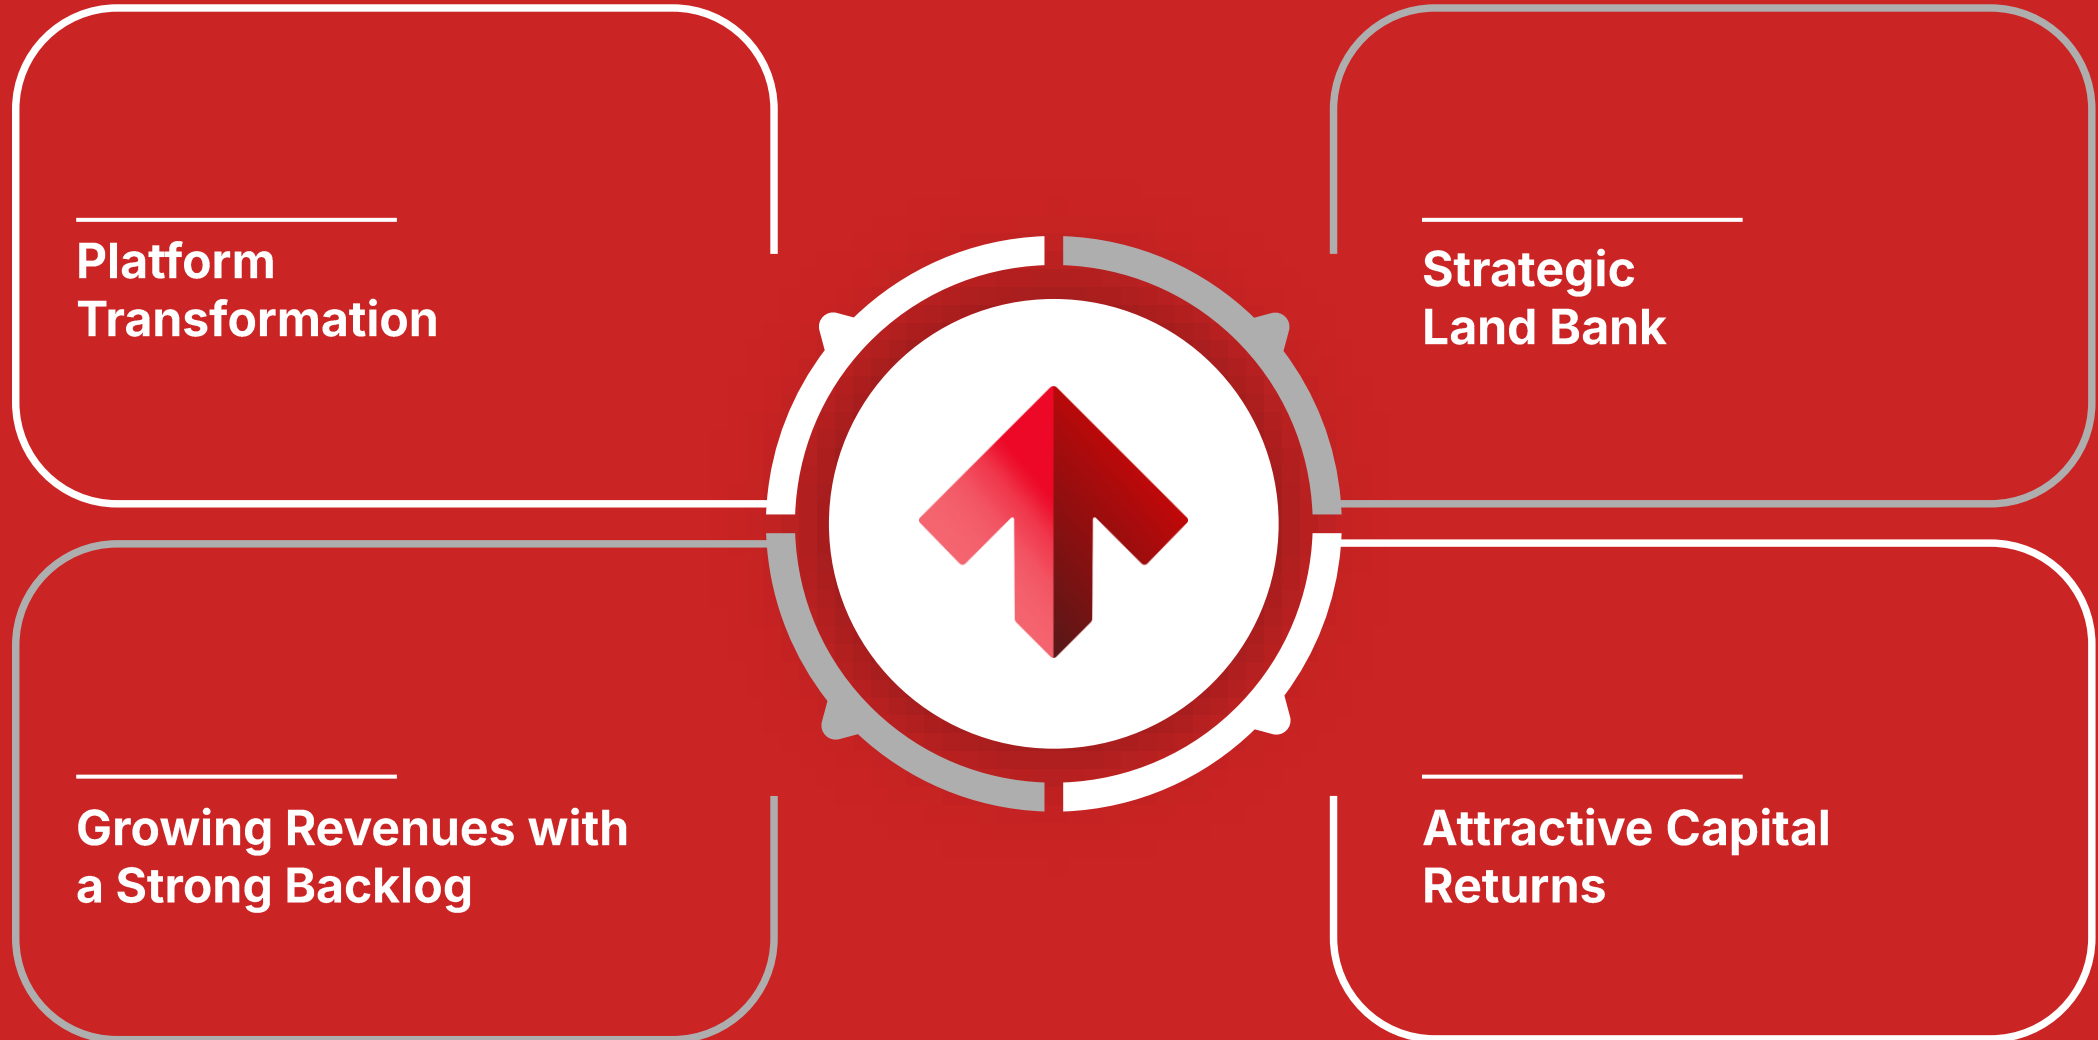 Platform
Transformation
Strategic
Land Bank
Growing Revenues with
a Strong Backlog
Attractive Capital
Returns